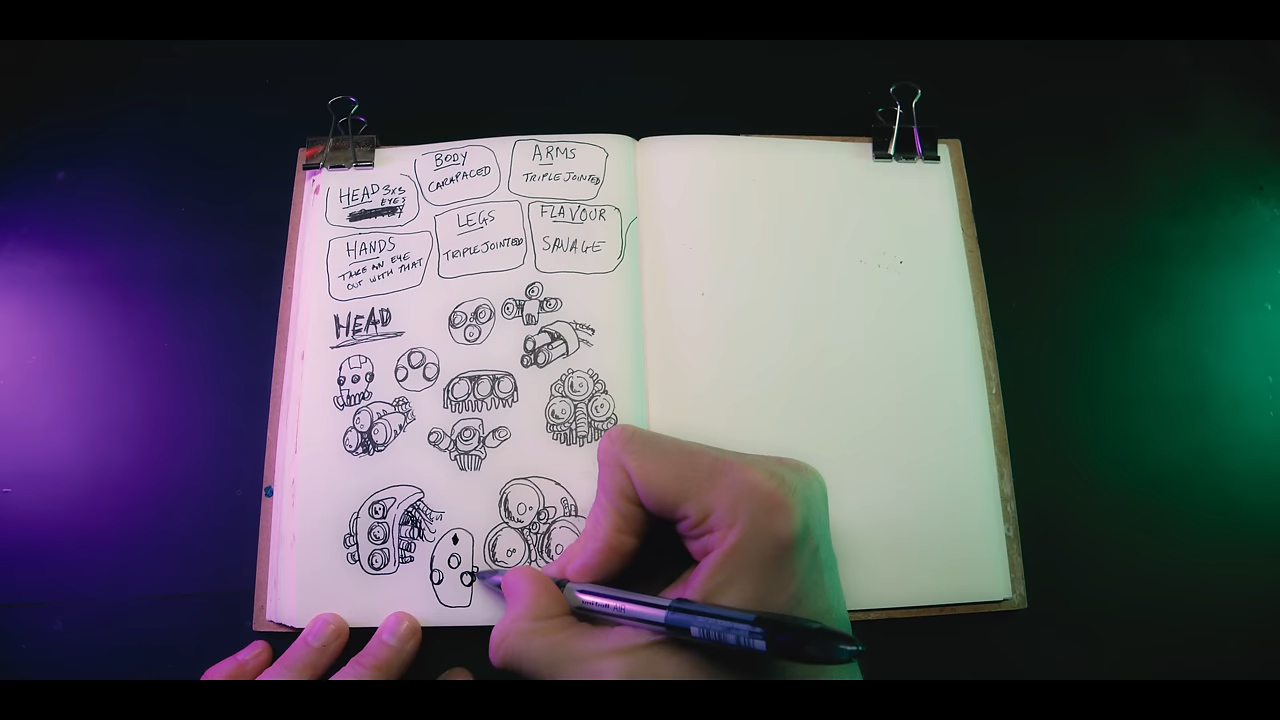 BODY
CARAPACED
ARMS
TRIPLE JOINTED
HEAD 3X3
EYES
LEGS
TRIPLE JOINTED
FLAVOUR
SAVAGE
HANDS
TAKE AN EYE
OUT WITH THAT
HEAD
AIR